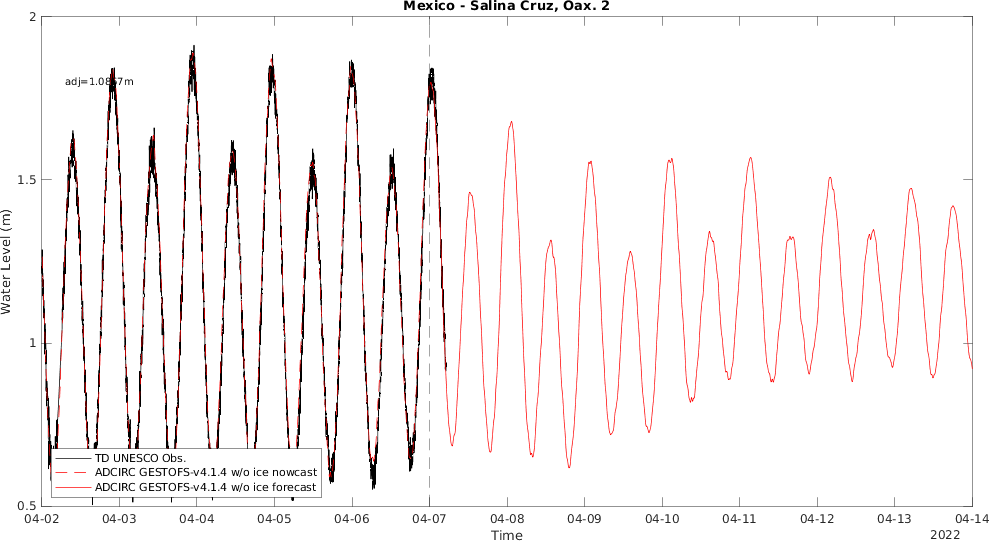 Mexico - Salina Cruz, Oax. 2
2
1.5
1
0.5
Water Level (m)
adj=1.0867m
TD UNESCO Obs.
ADCIRC GESTOFS-v4.1.4 w/o ice nowcast
ADCIRC GESTOFS-v4.1.4 w/o ice forecast
04-02 04-03 04-04 04-05 04-06 04-07 04-08 04-09 04-10 04-11 04-12 04-13 04-14
Time
2022